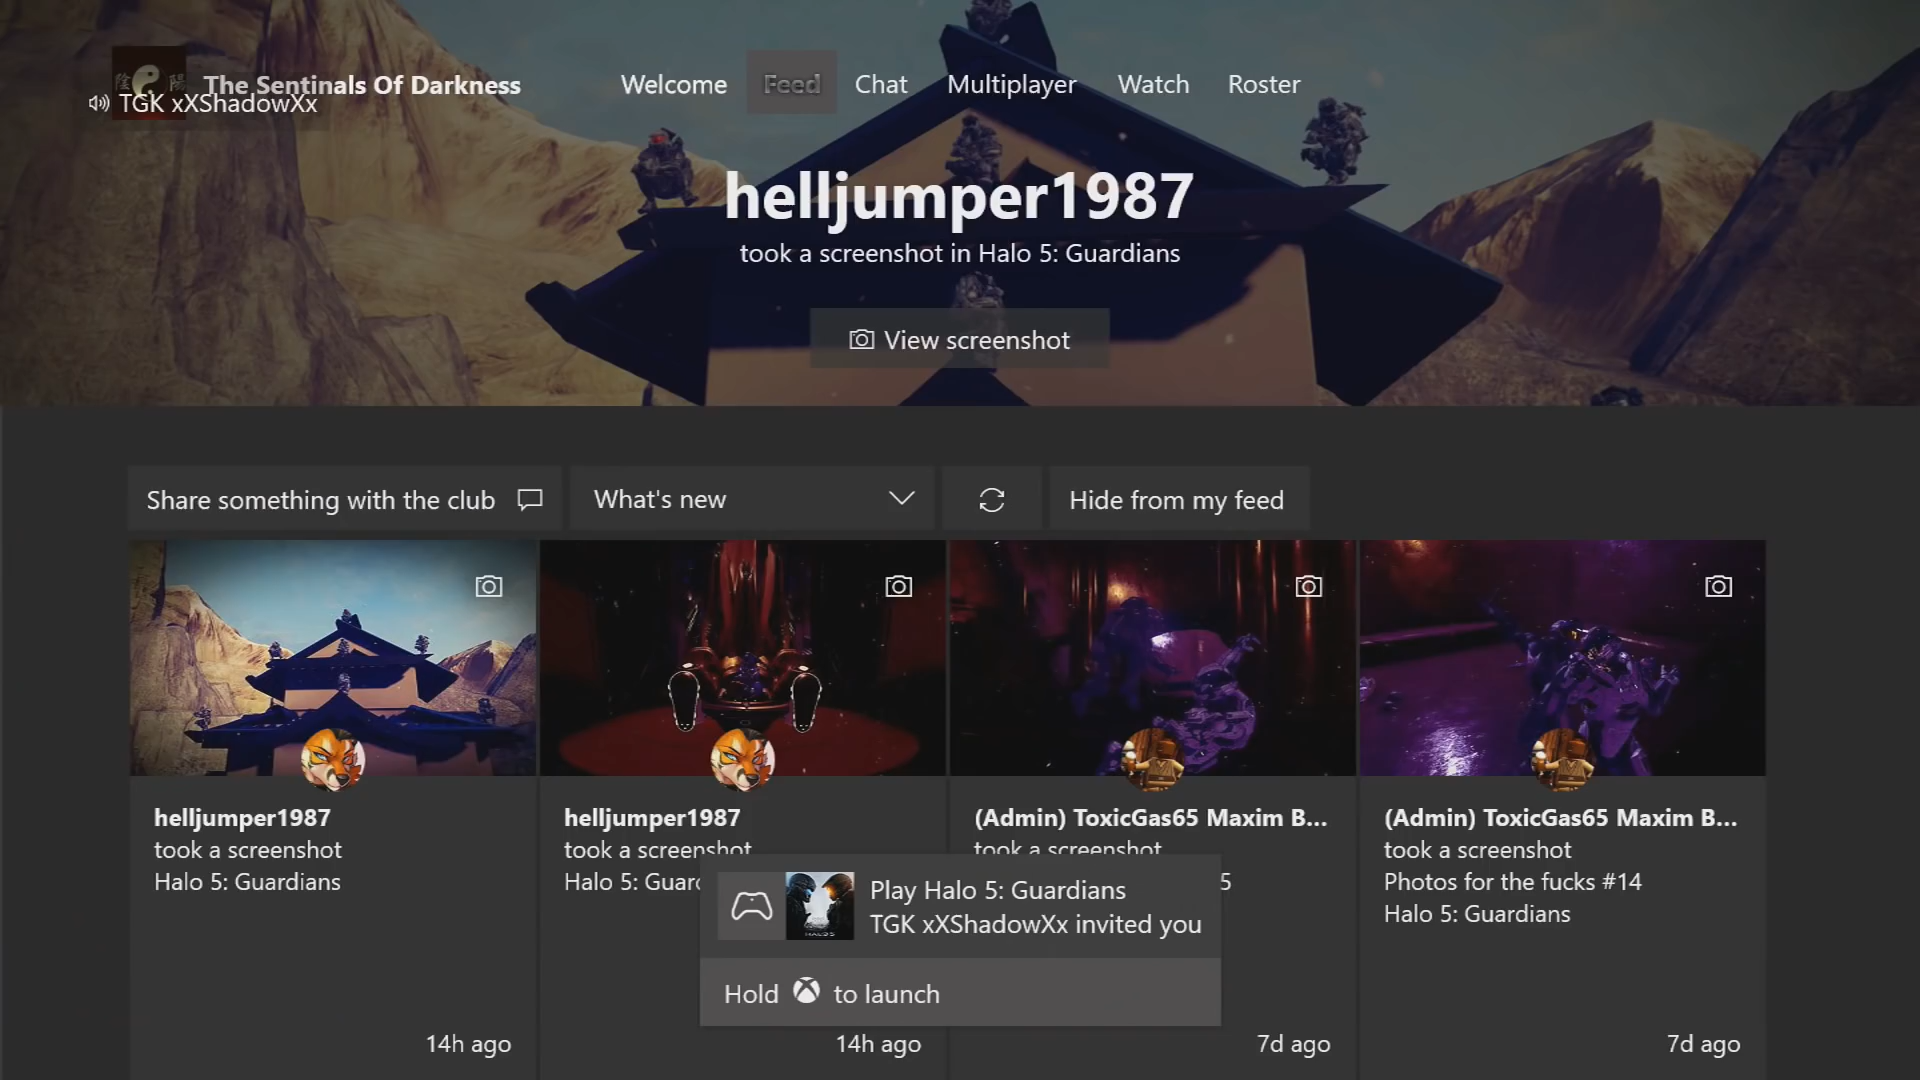 The Sentinals Of Darkness
TGK xXShadowXx
Welcome
Feed
Chat
Multiplayer
Watch
Roster
helljumper1987
took a screenshot in Halo 5: Guardians
View screenshot
Share something with the club
What's new
Hide from my feed
helljumper1987
took a screenshot
Halo 5: Guardians
14h ago
helljumper1987
took a screenshot
Halo 5:
14h ago
(Admin) ToxicGas65 Maxim B...
took a screenshot
5
7d ago
(Admin) ToxicGas65 Maxim B...
took a screenshot
Photos for the fucks #14
Halo 5: Guardians
7d ago
HALO 5
Play Halo 5: Guardians
TGK xXShadowXx invited you
Hold to launch